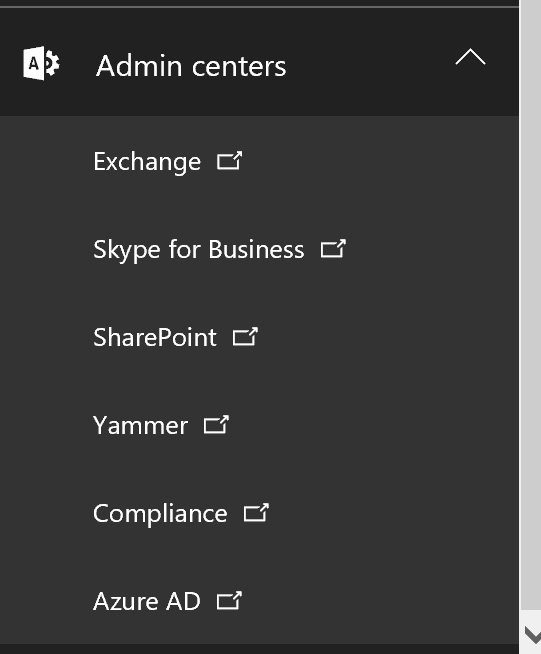 Admin centers
Exchange
Skype for Business
SharePoint
Yammer
Compliance
Azure AD